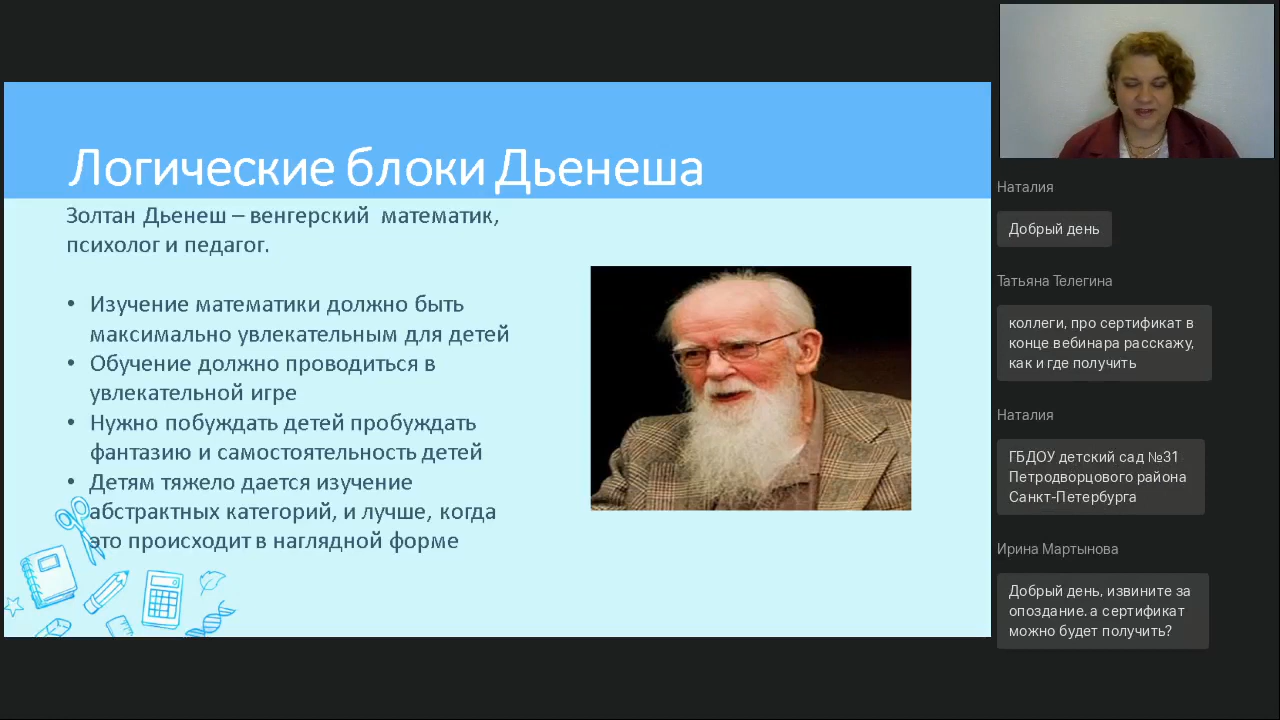 Логические блоки Дьенеша
Золтан Дьенеш – венгерский математик,
психолог и педагог.
• Изучение математики должно быть
максимально увлекательным для детей
• Обучение должно проводиться в
увлекательной игре
• Нужно побуждать детей пробуждать
фантазию и самостоятельность детей
• Детям тяжело дается изучение
абстрактных категорий, и лучше, когда
это происходит в наглядной форме
Наталия
Добрый день
Татьяна Телегина
коллеги, про сертификат в
конце вебинара расскажу,
как и где получить
Наталия
ГБДОУ детский сад №31
Петродворцового района
Санкт-Петербурга
Ирина Мартынова
Добрый день, извините за
опоздание. а сертификат
можно будет получить?